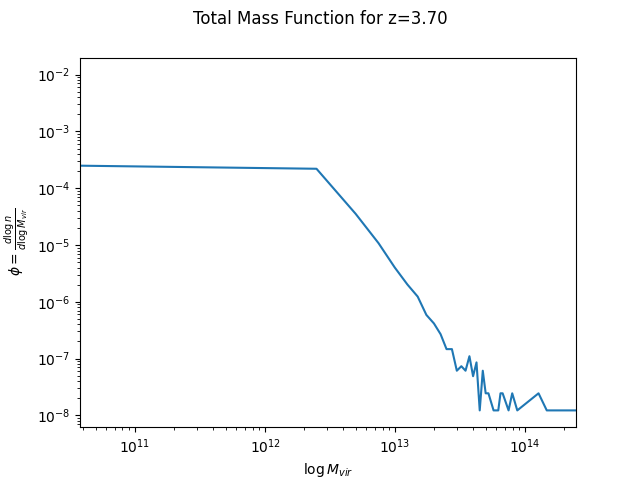 Total Mass Function for z=3.70
10⁻²
10⁻³
10⁻⁴
10⁻⁵
10⁻⁶
10⁻⁷
10⁻⁸
ϕ = d log n / d log M_vir
10¹¹ 10¹² 10¹³ 10¹⁴
log M_vir